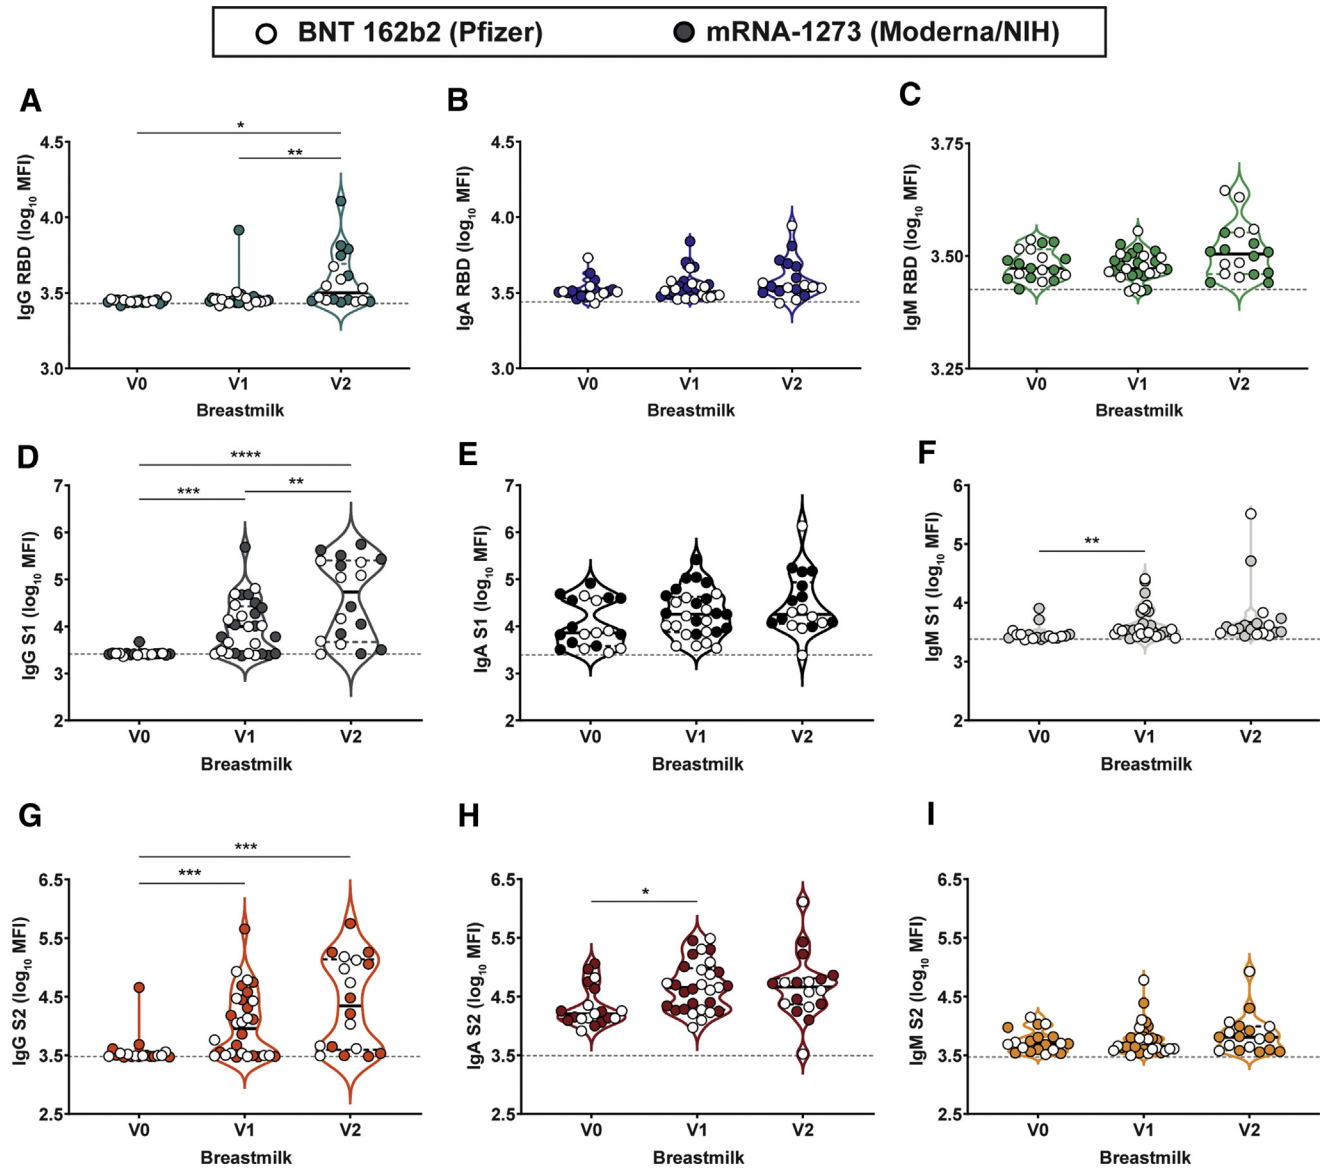 BNT 162b2 (Pfizer) mRNA-1273 (Moderna/NIH)
A
IgG RBD (log10 MFI)
4.5
4.0
3.5
3.0
*
**
V0 V1 V2
Breastmilk
B
IgA RBD (log10 MFI)
4.5
4.0
3.5
3.0
V0 V1 V2
Breastmilk
C
IgM RBD (log10 MFI)
3.75
3.50
3.25
V0 V1 V2
Breastmilk
D
IgG S1 (log10 MFI)
7
6
5
4
3
2
****
***
**
V0 V1 V2
Breastmilk
E
IgA S1 (log10 MFI)
7
6
5
4
3
2
V0 V1 V2
Breastmilk
F
IgM S1 (log10 MFI)
6
5
4
3
2
**
V0 V1 V2
Breastmilk
G
IgG S2 (log10 MFI)
6.5
5.5
4.5
3.5
2.5
***
***
V0 V1 V2
Breastmilk
H
IgA S2 (log10 MFI)
6.5
5.5
4.5
3.5
2.5
*
V0 V1 V2
Breastmilk
I
IgM S2 (log10 MFI)
6.5
5.5
4.5
3.5
2.5
V0 V1 V2
Breastmilk